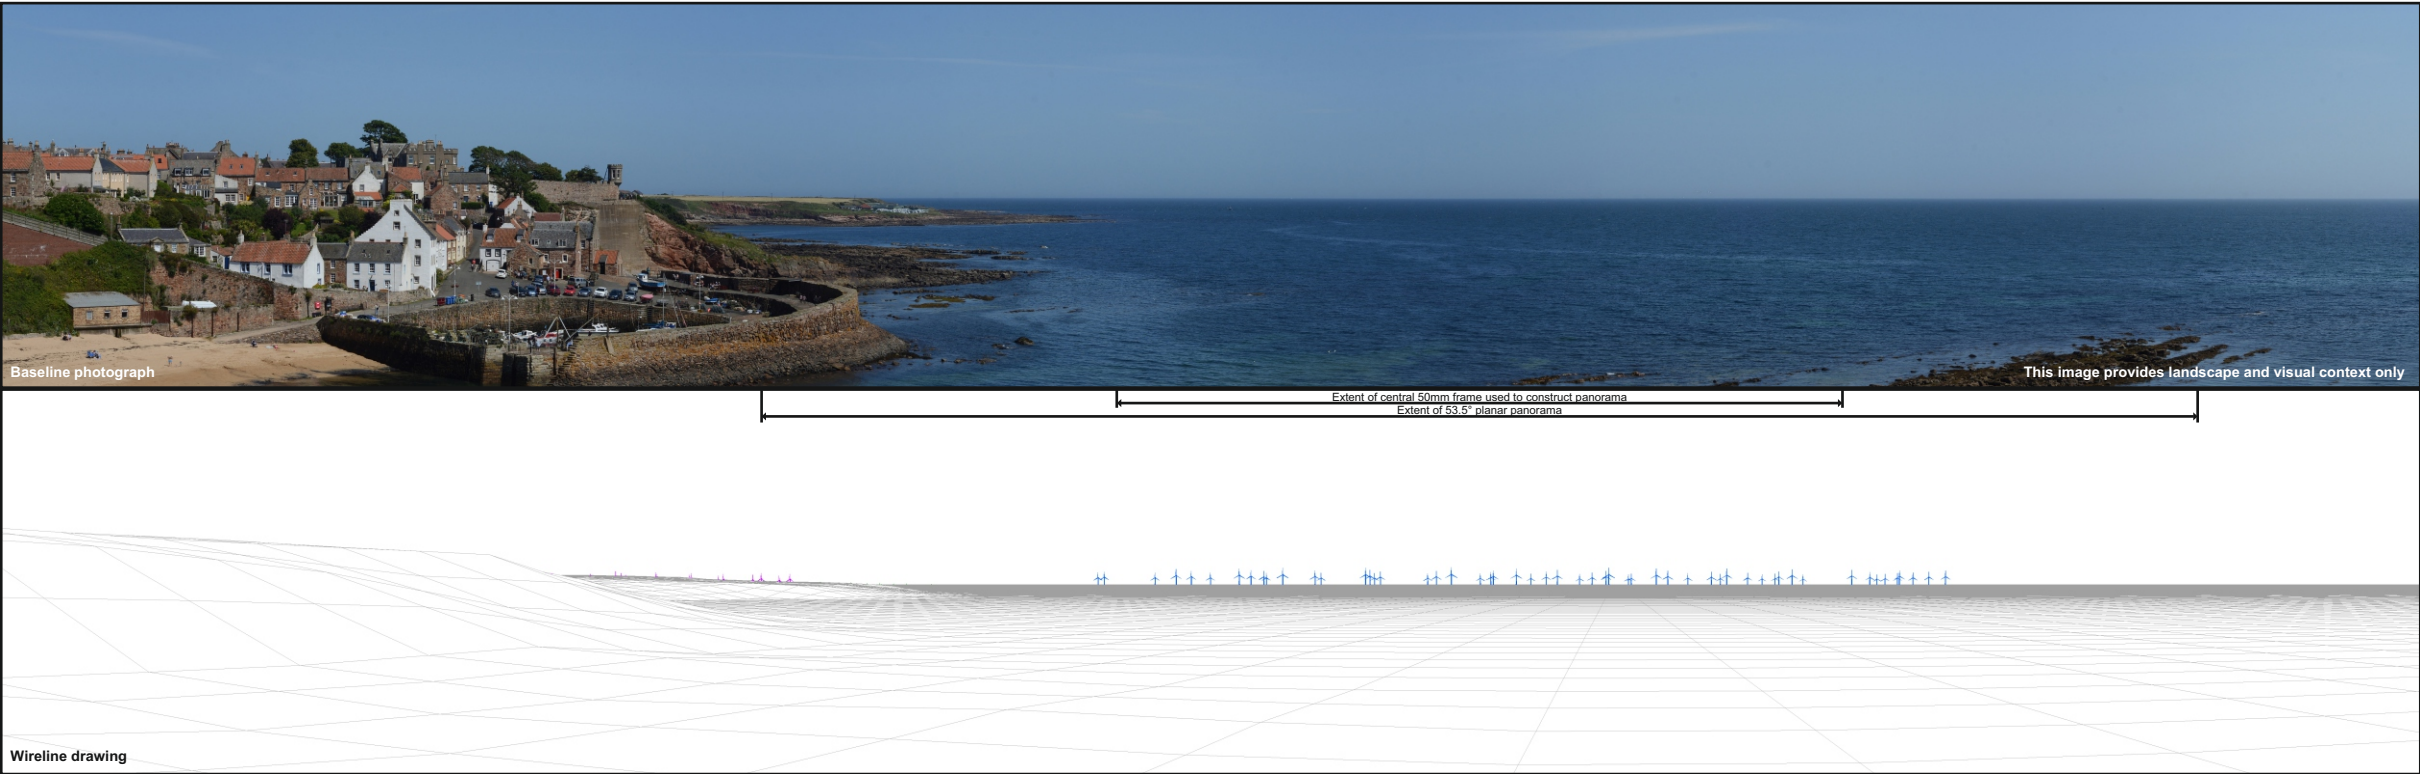 Baseline photograph
This image provides landscape and visual context only
Extent of central 50mm frame used to construct panorama
Extent of 53.5° planar panorama
Wireline drawing